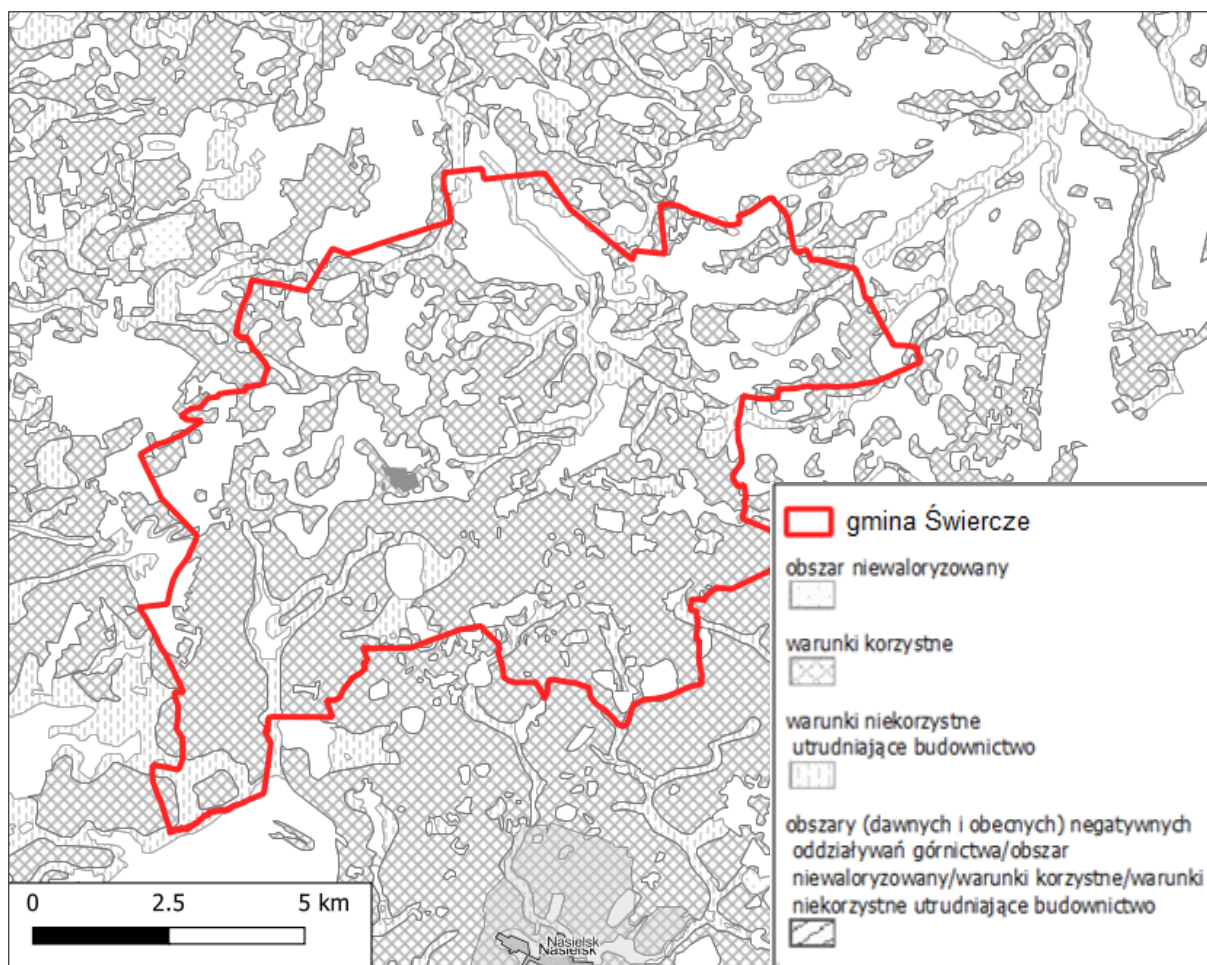 gmina Świercze
obszar niewaloryzowany
warunki korzystne
warunki niekorzystne
utrudniające budownictwo
obszary (dawnych i obecnych) negatywnych
oddziaływań górnictwa/obszar
niewaloryzowany/warunki korzystne/warunki
niekorzystne utrudniające budownictwo
0 2.5 5 km
Nasielsk
Nasielsk